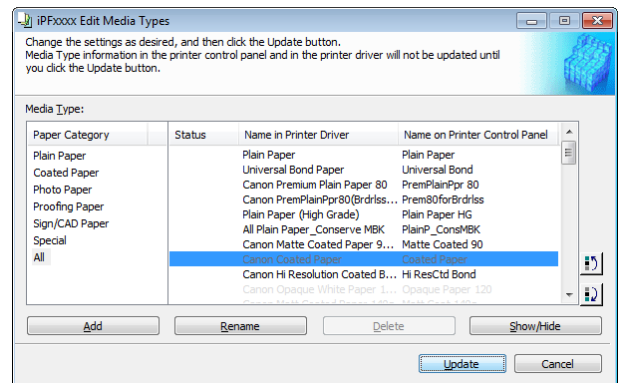 iPFxxxx Edit Media Types
Change the settings as desired, and then click the Update button.
Media Type information in the printer control panel and in the printer driver will not be updated until
you click the Update button.
Media Type:
Paper Category Status Name in Printer Driver Name on Printer Control Panel
Plain Paper Plain Paper Plain Paper
Coated Paper Universal Bond Paper Universal Bond
Photo Paper Canon Premium Plain Paper 80 PremPlainPpr 80
Proofing Paper Canon PremPlainPpr80(Brdrlss... Prem80forBrdrlss
Sign/CAD Paper Plain Paper (High Grade) Plain Paper HG
Special All Plain Paper_Conserve MBK PlainP_ConsMBK
All Canon Matte Coated Paper 9... Matte Coated 90
Canon Coated Paper Coated Paper
Canon Hi Resolution Coated B... Hi ResCtd Bond
Canon Opaque White Paper 1... Opaque Paper 120
Add Rename Delete Show/Hide
Update Cancel